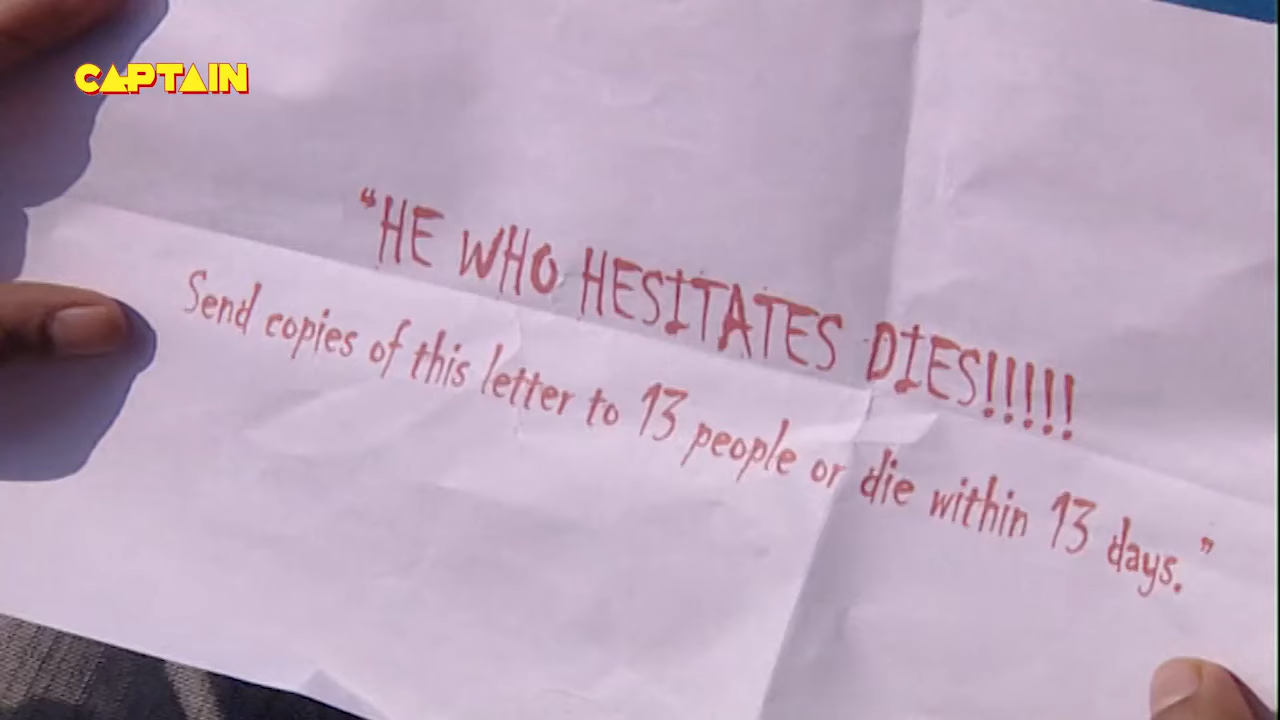 CAPTAIN
“HE WHO HESITATES DIES!!!!!
Send copies of this letter to 13 people or die within 13 days.”